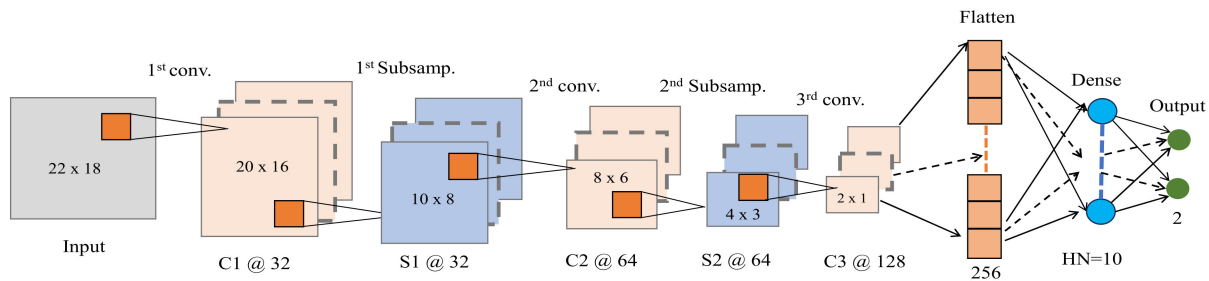 Flatten
1st conv.
1st Subsamp.
2nd conv.
2nd Subsamp.
3rd conv.
Dense
Output
22 x 18
20 x 16
10 x 8
8 x 6
4 x 3
2 x 1
Input
C1 @ 32
S1 @ 32
C2 @ 64
S2 @ 64
C3 @ 128
256
HN=10
2